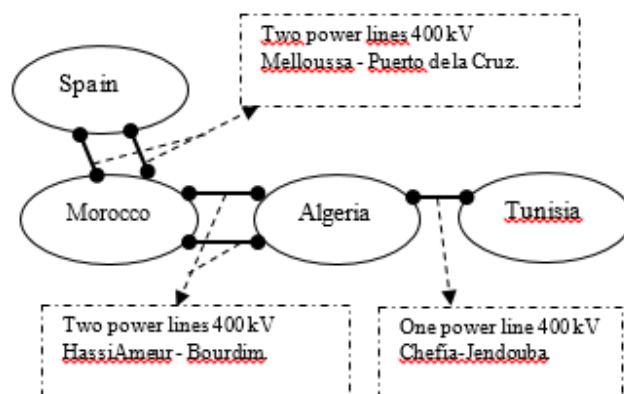 Two power lines 400 kV
Melloussa - Puerto de la Cruz.
Spain
Morocco
Algeria
Tunisia
Two power lines 400 kV
HassiAmeur - Bourdim
One power line 400 kV
Chefía-Jendouba